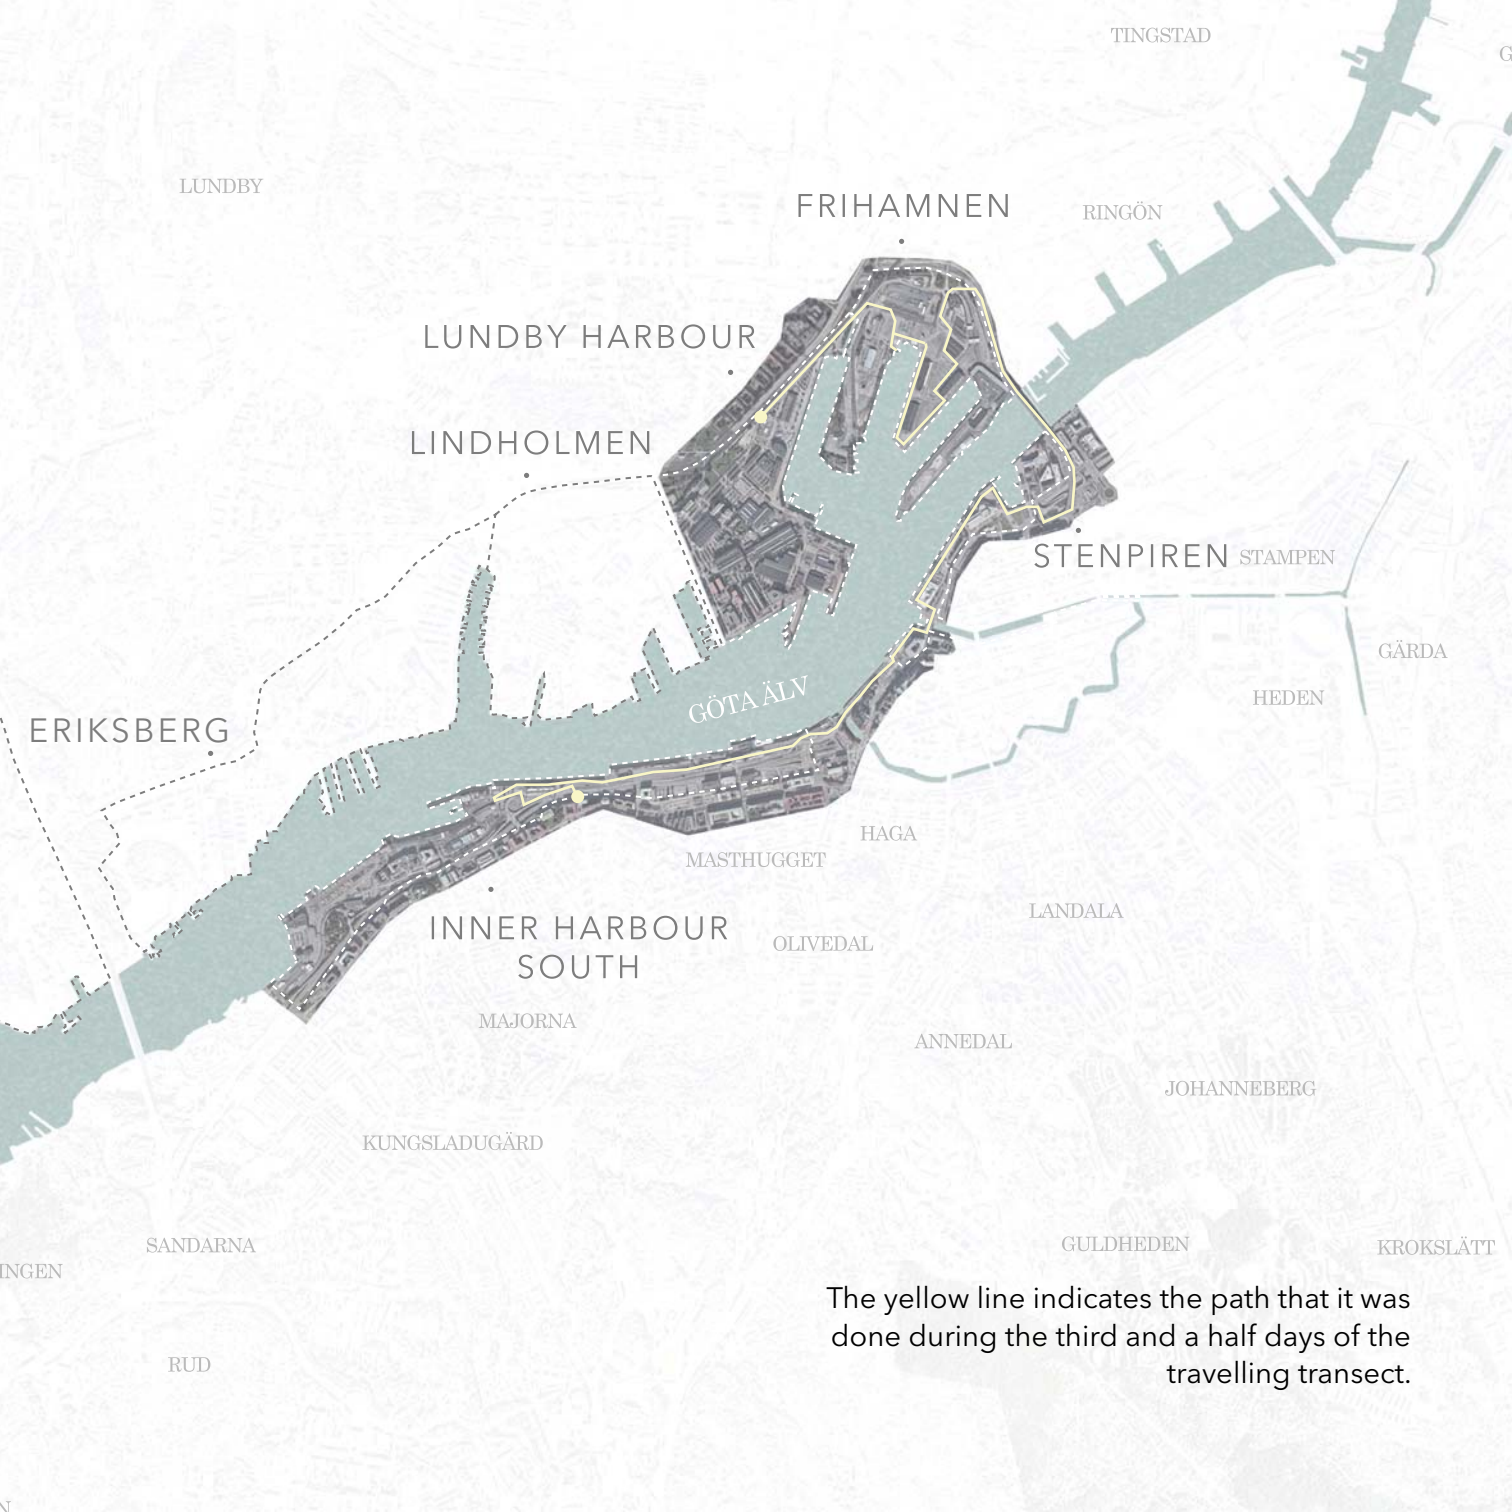 TINGSTAD
G
LUNDBY
FRIHAMNEN
RINGÖN
LUNDBY HARBOUR
LINDHOLMEN
STENPIREN
STAMPEN
GÄRDA
HEDEN
GÖTA ÄLV
ERIKSBERG
HAGA
MASTHUGGET
LANDALA
INNER HARBOUR
SOUTH
OLIVEDAL
MAJORNA
ANNEDAL
JOHANNEBERG
KUNGSLADUGÄRD
SANDARNA
GULDHEDEN
KROKSLÄTT
INGEN
The yellow line indicates the path that it was
done during the third and a half days of the
travelling transect.
RUD
N